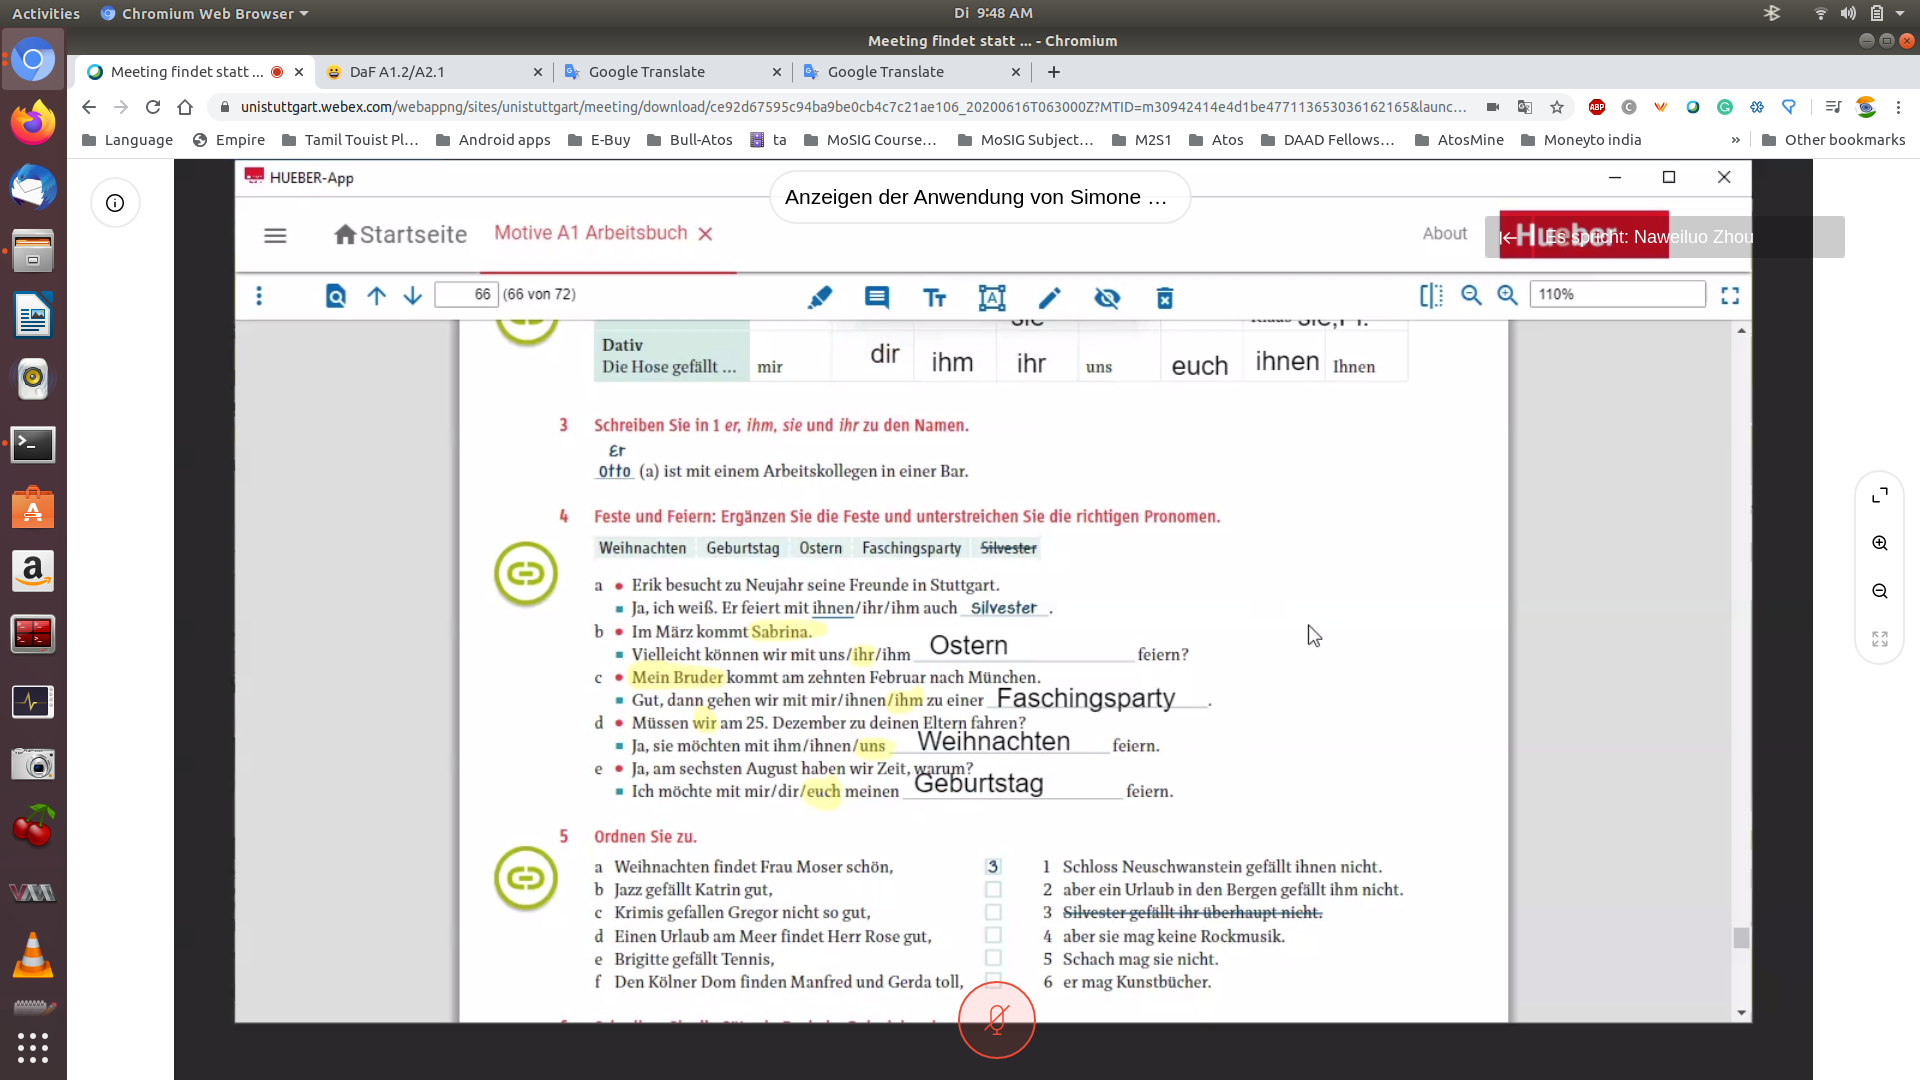 Activities Chromium Web Browser Di 9:48 AM
Meeting findet statt ... - Chromium
Meeting findet statt ... DaF A1.2/A2.1 Google Translate Google Translate
unistuttgart.webex.com/webappng/sites/unistuttgart/meeting/download/ce92d67595c94ba9be0cb4c7c21ae106_20200616T063000Z?MTID=m30942414e4d1be477113653036162165&launc...
Language Empire Tamil Touist Pl... Android apps E-Buy Bull-Atos ta MoSIG Course... MoSIG Subject... M2S1 Atos DAAD Fellows... AtosMine Moneyto india » Other bookmarks
HUEBER-App
Anzeigen der Anwendung von Simone ...
Startseite Motive A1 Arbeitsbuch About Hueber
Es spricht: Naweiluo Zhou
66 (66 von 72) 110%
Dativ
Die Hose gefällt ... mir dir ihm ihr uns euch ihnen Ihnen
3 Schreiben Sie in 1 er, ihm, sie und ihr zu den Namen.
Er
Otto (a) ist mit einem Arbeitskollegen in einer Bar.
4 Feste und Feiern: Ergänzen Sie die Feste und unterstreichen Sie die richtigen Pronomen.
Weihnachten Geburtstag Ostern Faschingsparty Silvester
a • Erik besucht zu Neujahr seine Freunde in Stuttgart.
▪ Ja, ich weiß. Er feiert mit ihnen/ihr/ihm auch Silvester.
b • Im März kommt Sabrina.
▪ Vielleicht können wir mit uns/ihr/ihm Ostern feiern?
c • Mein Bruder kommt am zehnten Februar nach München.
▪ Gut, dann gehen wir mit mir/ihnen/ihm zu einer Faschingsparty.
d • Müssen wir am 25. Dezember zu deinen Eltern fahren?
▪ Ja, sie möchten mit ihm/ihnen/uns Weihnachten feiern.
e • Ja, am sechsten August haben wir Zeit, warum?
▪ Ich möchte mit mir/dir/euch meinen Geburtstag feiern.
5 Ordnen Sie zu.
a Weihnachten findet Frau Moser schön, 3 1 Schloss Neuschwanstein gefällt ihnen nicht.
b Jazz gefällt Katrin gut, 2 aber ein Urlaub in den Bergen gefällt ihm nicht.
c Krimis gefallen Gregor nicht so gut, 3 Silvester gefällt ihr überhaupt nicht.
d Einen Urlaub am Meer findet Herr Rose gut, 4 aber sie mag keine Rockmusik.
e Brigitte gefällt Tennis, 5 Schach mag sie nicht.
f Den Kölner Dom finden Manfred und Gerda toll, 6 er mag Kunstbücher.